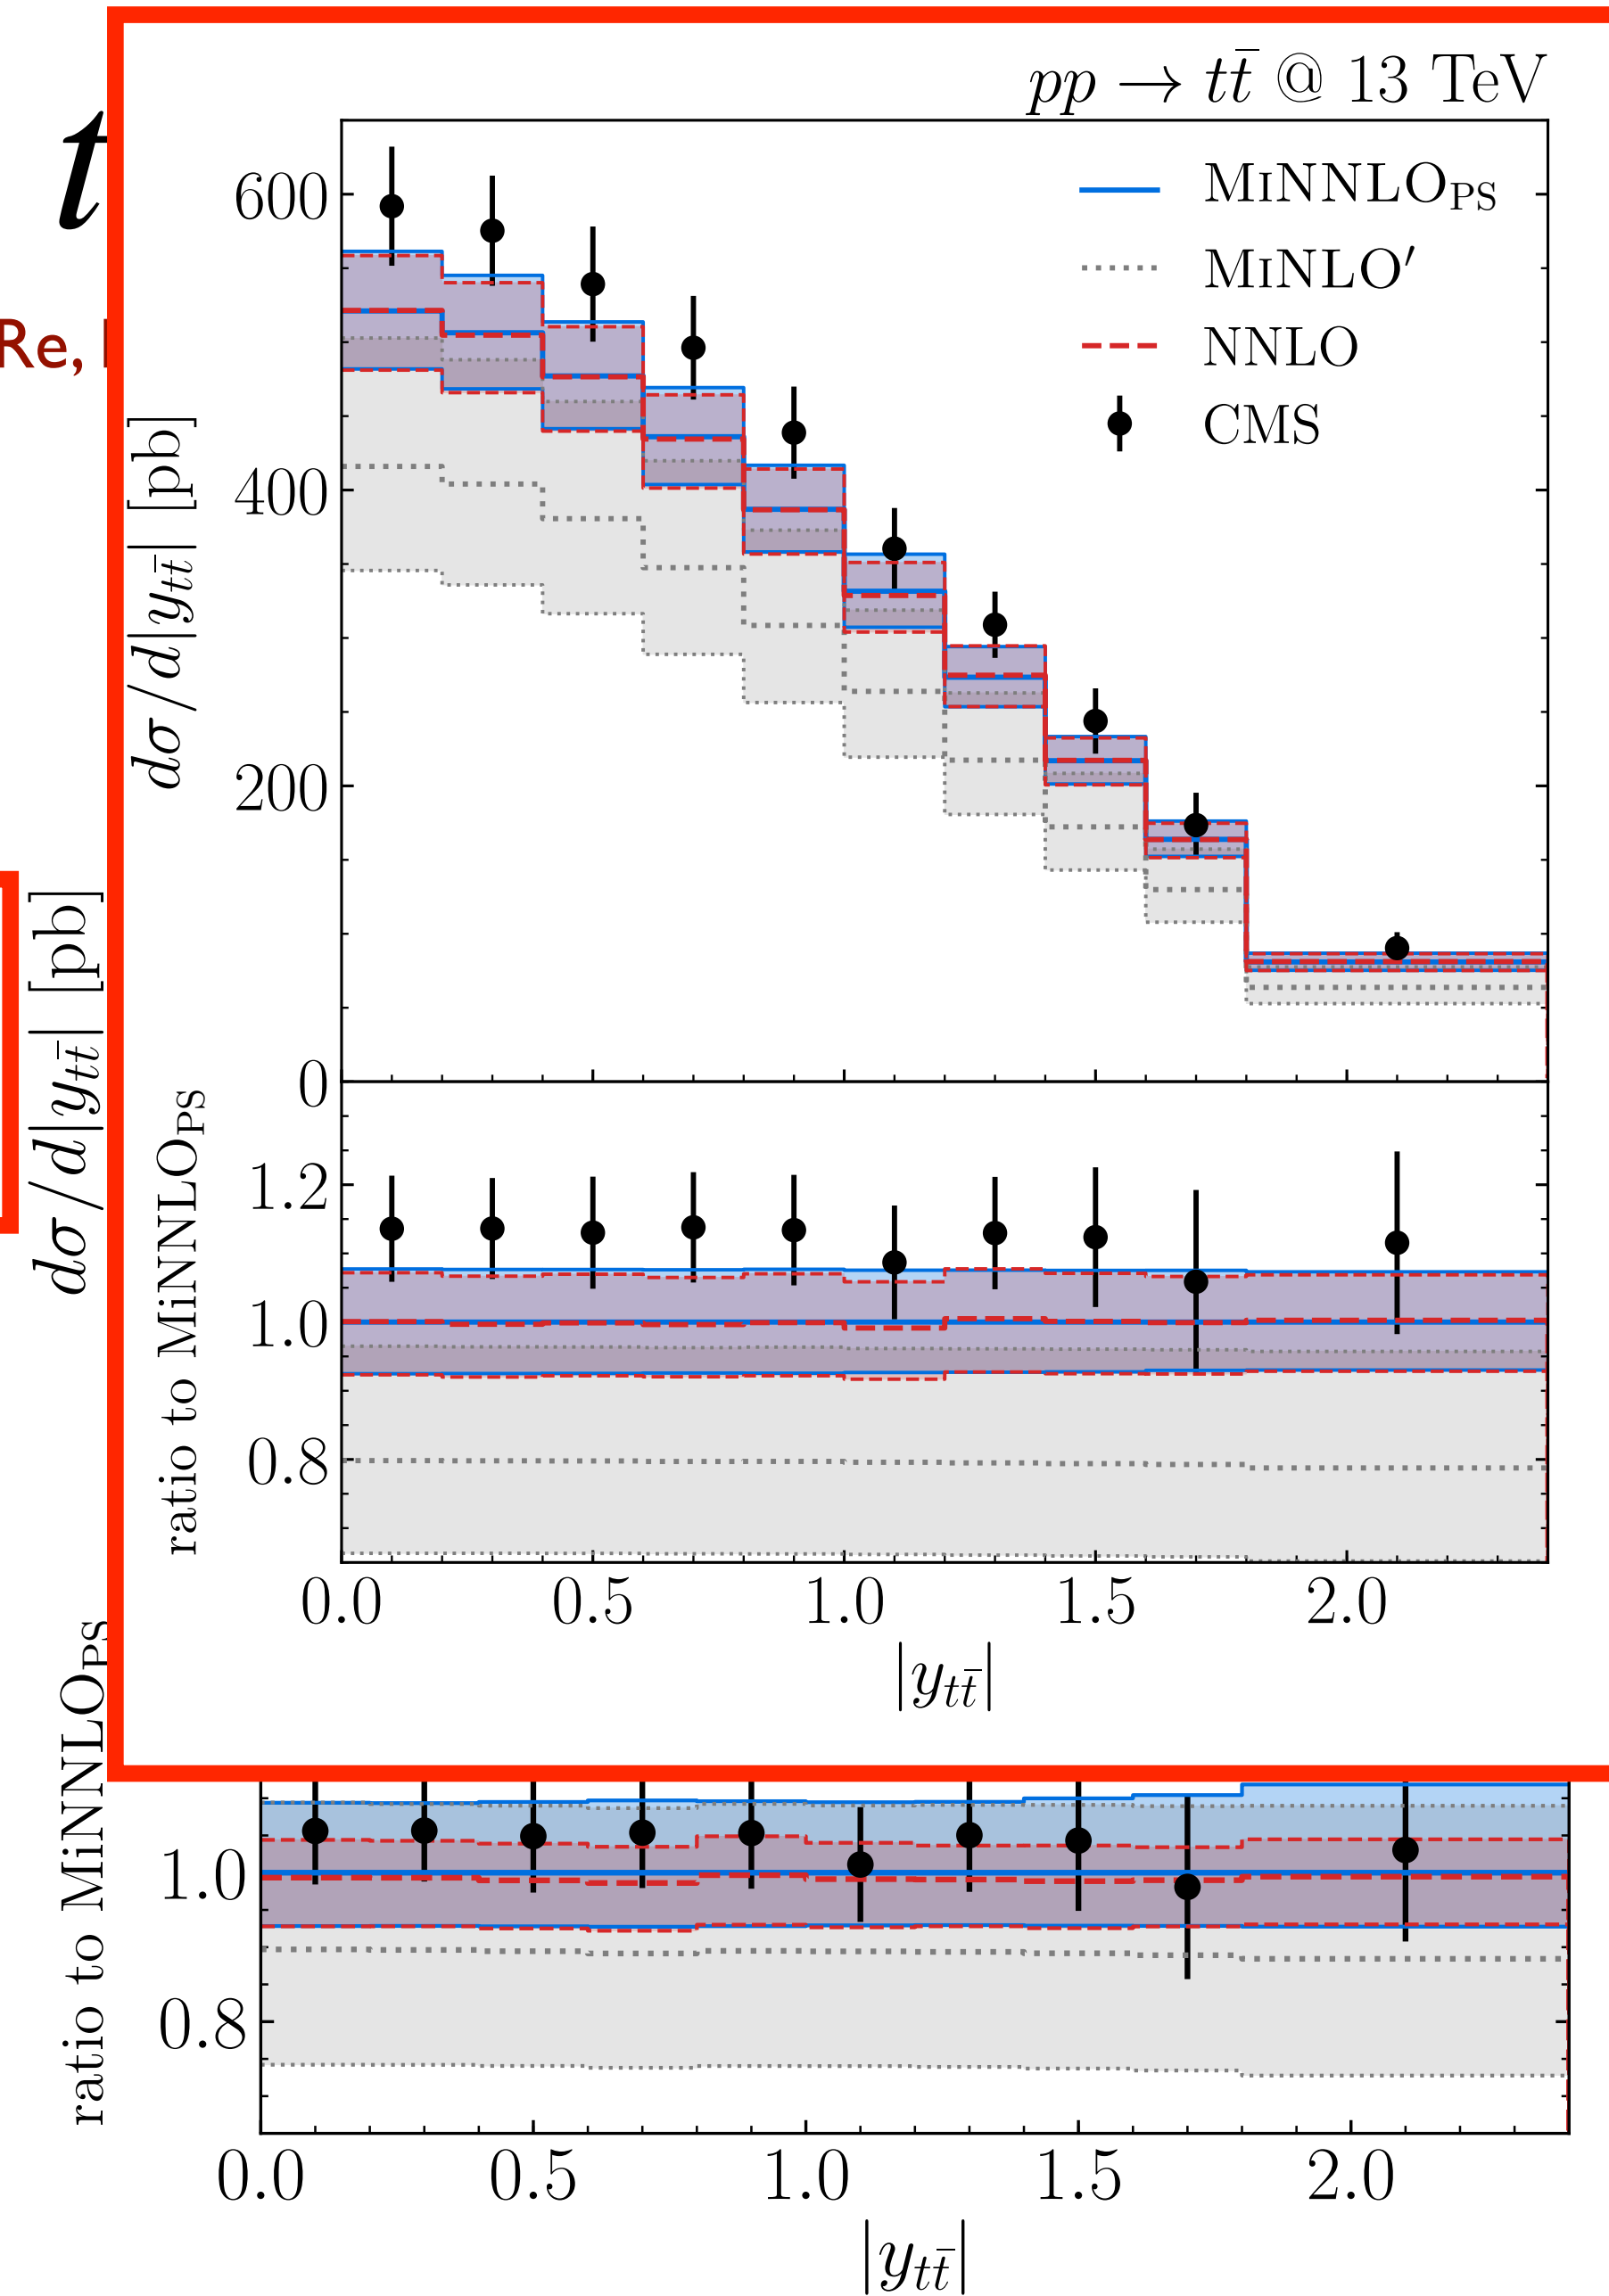 t
Re,
pp → tt̄ @ 13 TeV
MiNNLO_PS
MiNLO′
NNLO
CMS
dσ/d|y_tt̄| [pb]
600
400
200
0
ratio to MiNNLO_PS
1.2
1.0
0.8
0.0 0.5 1.0 1.5 2.0
|y_tt̄|
dσ/d|y_tt̄| [pb]
ratio to MiNNLO_PS
1.0
0.8
0.0 0.5 1.0 1.5 2.0
|y_tt̄|